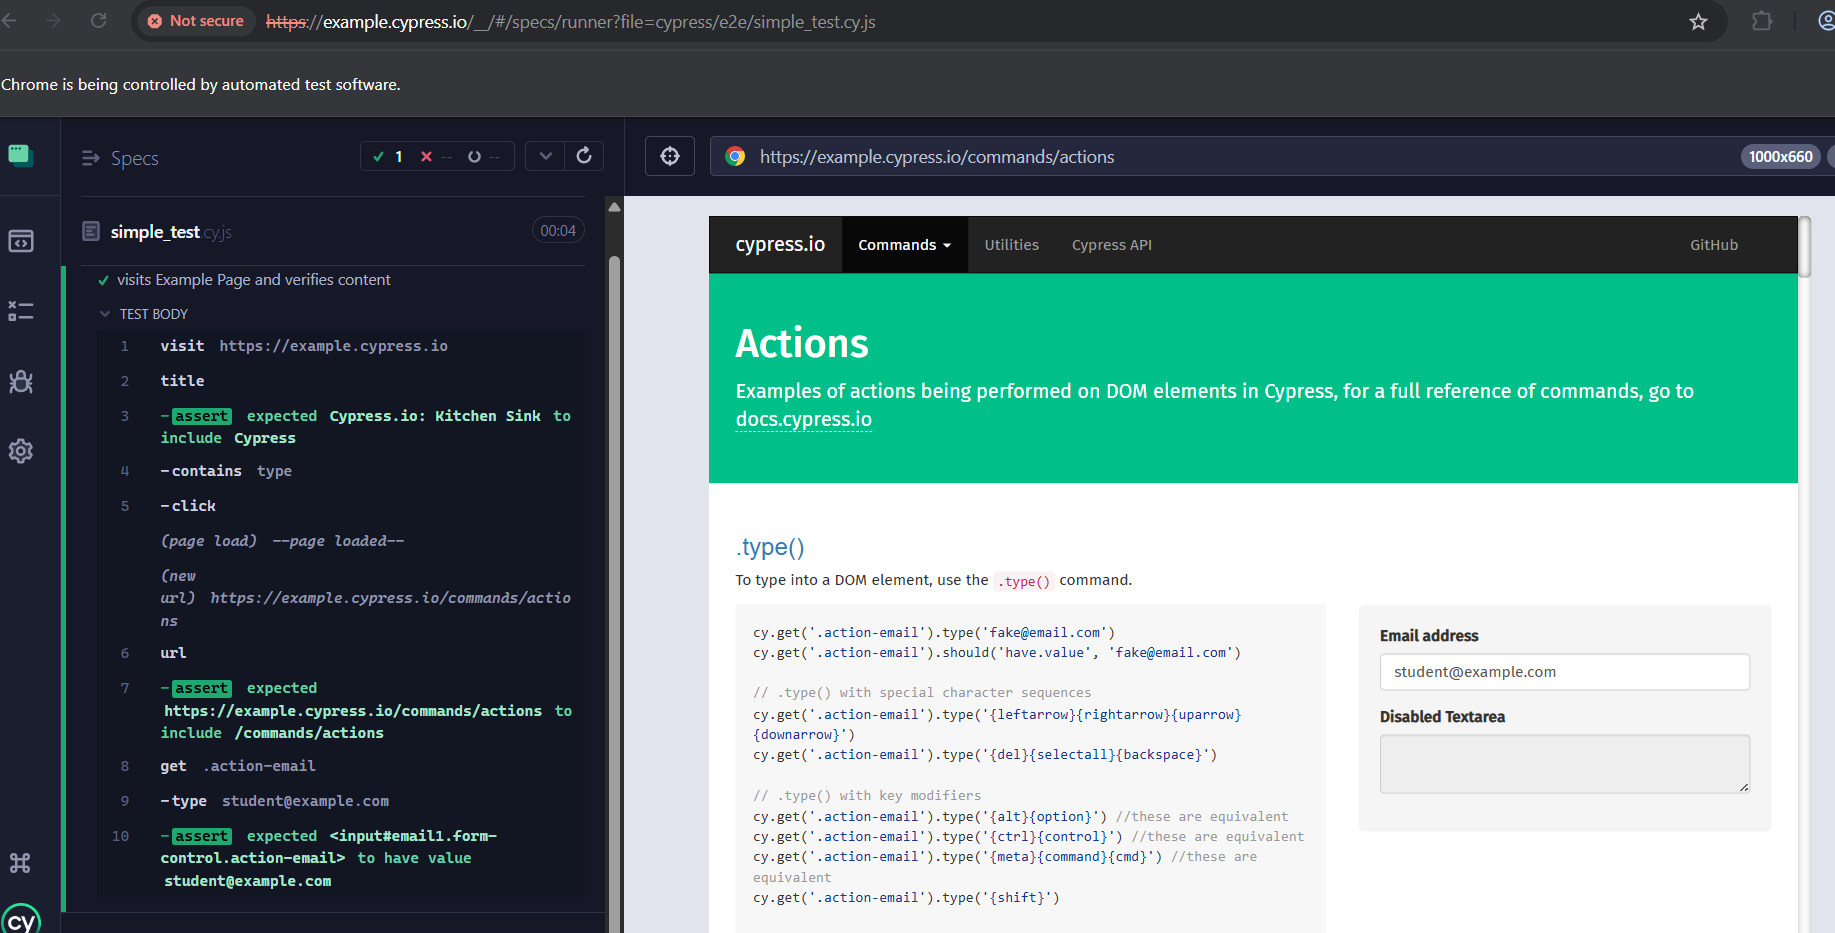 Not secure https://example.cypress.io/__/#/specs/runner?file=cypress/e2e/simple_test.cy.js
Chrome is being controlled by automated test software.
Specs
1 -- --
simple_test.cy.js 00:04
visits Example Page and verifies content
TEST BODY
1 visit https://example.cypress.io
2 title
3 -assert expected Cypress.io: Kitchen Sink to
include Cypress
4 -contains type
5 -click
(page load) --page loaded--
(new
url) https://example.cypress.io/commands/actio
ns
6 url
7 -assert expected
https://example.cypress.io/commands/actions to
include /commands/actions
8 get .action-email
9 -type student@example.com
10 -assert expected <input#email1.form-
control.action-email> to have value
student@example.com
cy
https://example.cypress.io/commands/actions
1000x660
cypress.io Commands Utilities Cypress API GitHub
Actions
Examples of actions being performed on DOM elements in Cypress, for a full reference of commands, go to
docs.cypress.io
.type()
To type into a DOM element, use the .type() command.
cy.get('.action-email').type('fake@email.com')
cy.get('.action-email').should('have.value', 'fake@email.com')
// .type() with special character sequences
cy.get('.action-email').type('{leftarrow}{rightarrow}{uparrow}
{downarrow}')
cy.get('.action-email').type('{del}{selectall}{backspace}')
// .type() with key modifiers
cy.get('.action-email').type('{alt}{option}') //these are equivalent
cy.get('.action-email').type('{ctrl}{control}') //these are equivalent
cy.get('.action-email').type('{meta}{command}{cmd}') //these are
equivalent
cy.get('.action-email').type('{shift}')
Email address
student@example.com
Disabled Textarea